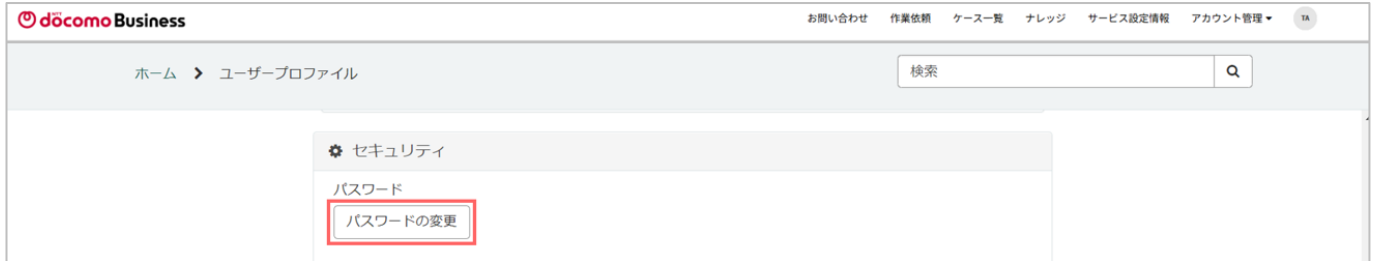 NTT döcomo Business お問い合わせ 作業依頼 ケース一覧 ナレッジ サービス設定情報 アカウント管理 TA
ホーム ユーザープロファイル 検索
セキュリティ
パスワード
パスワードの変更